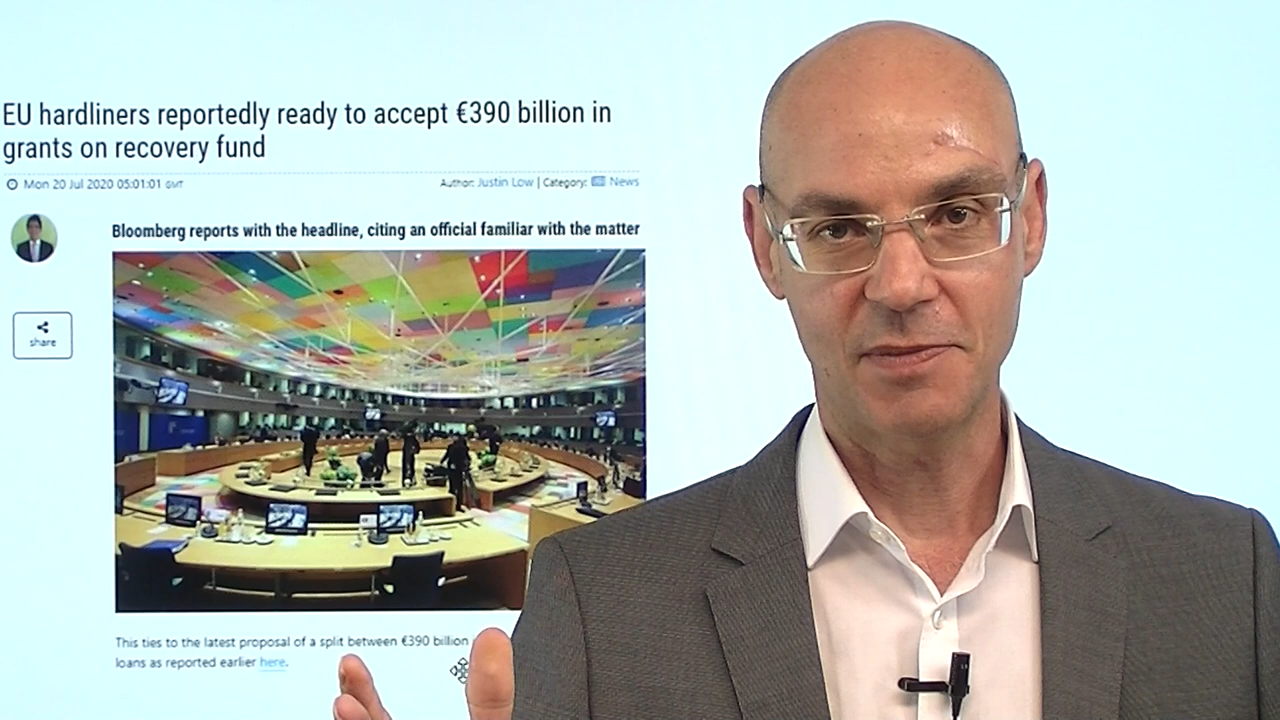 EU hardliners reportedly ready to accept €390 billion in
grants on recovery fund
Mon 20 Jul 2020 05:01:01 GMT
Author: Justin Low | Category: News
Bloomberg reports with the headline, citing an official familiar with the matter
share
This ties to the latest proposal of a split between €390 billion
loans as reported earlier here.